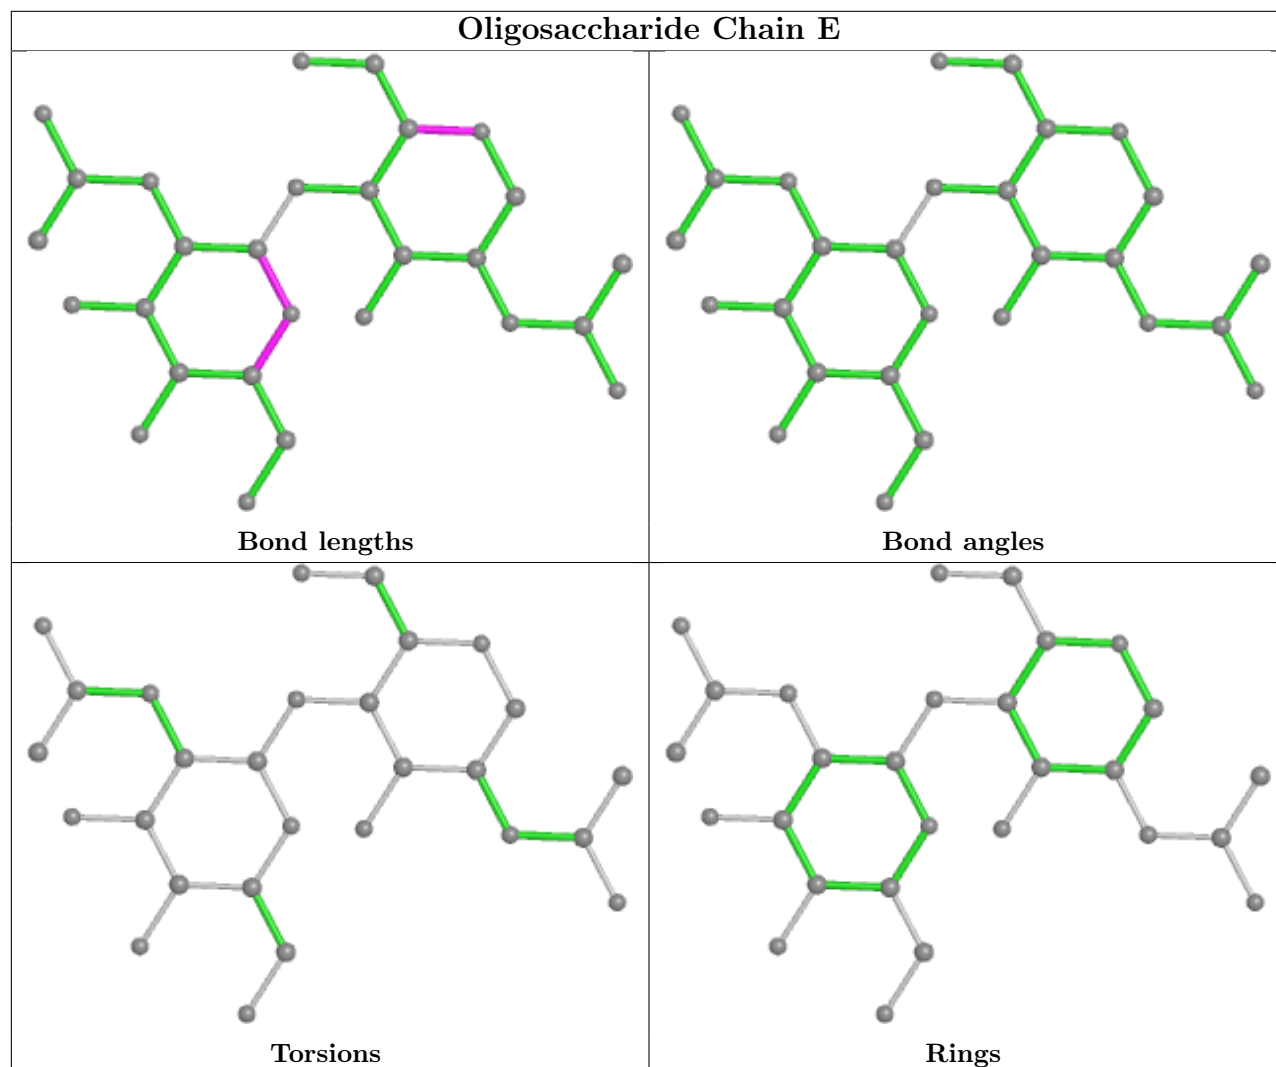 Oligosaccharide Chain E
Bond lengths
Bond angles
Torsions
Rings